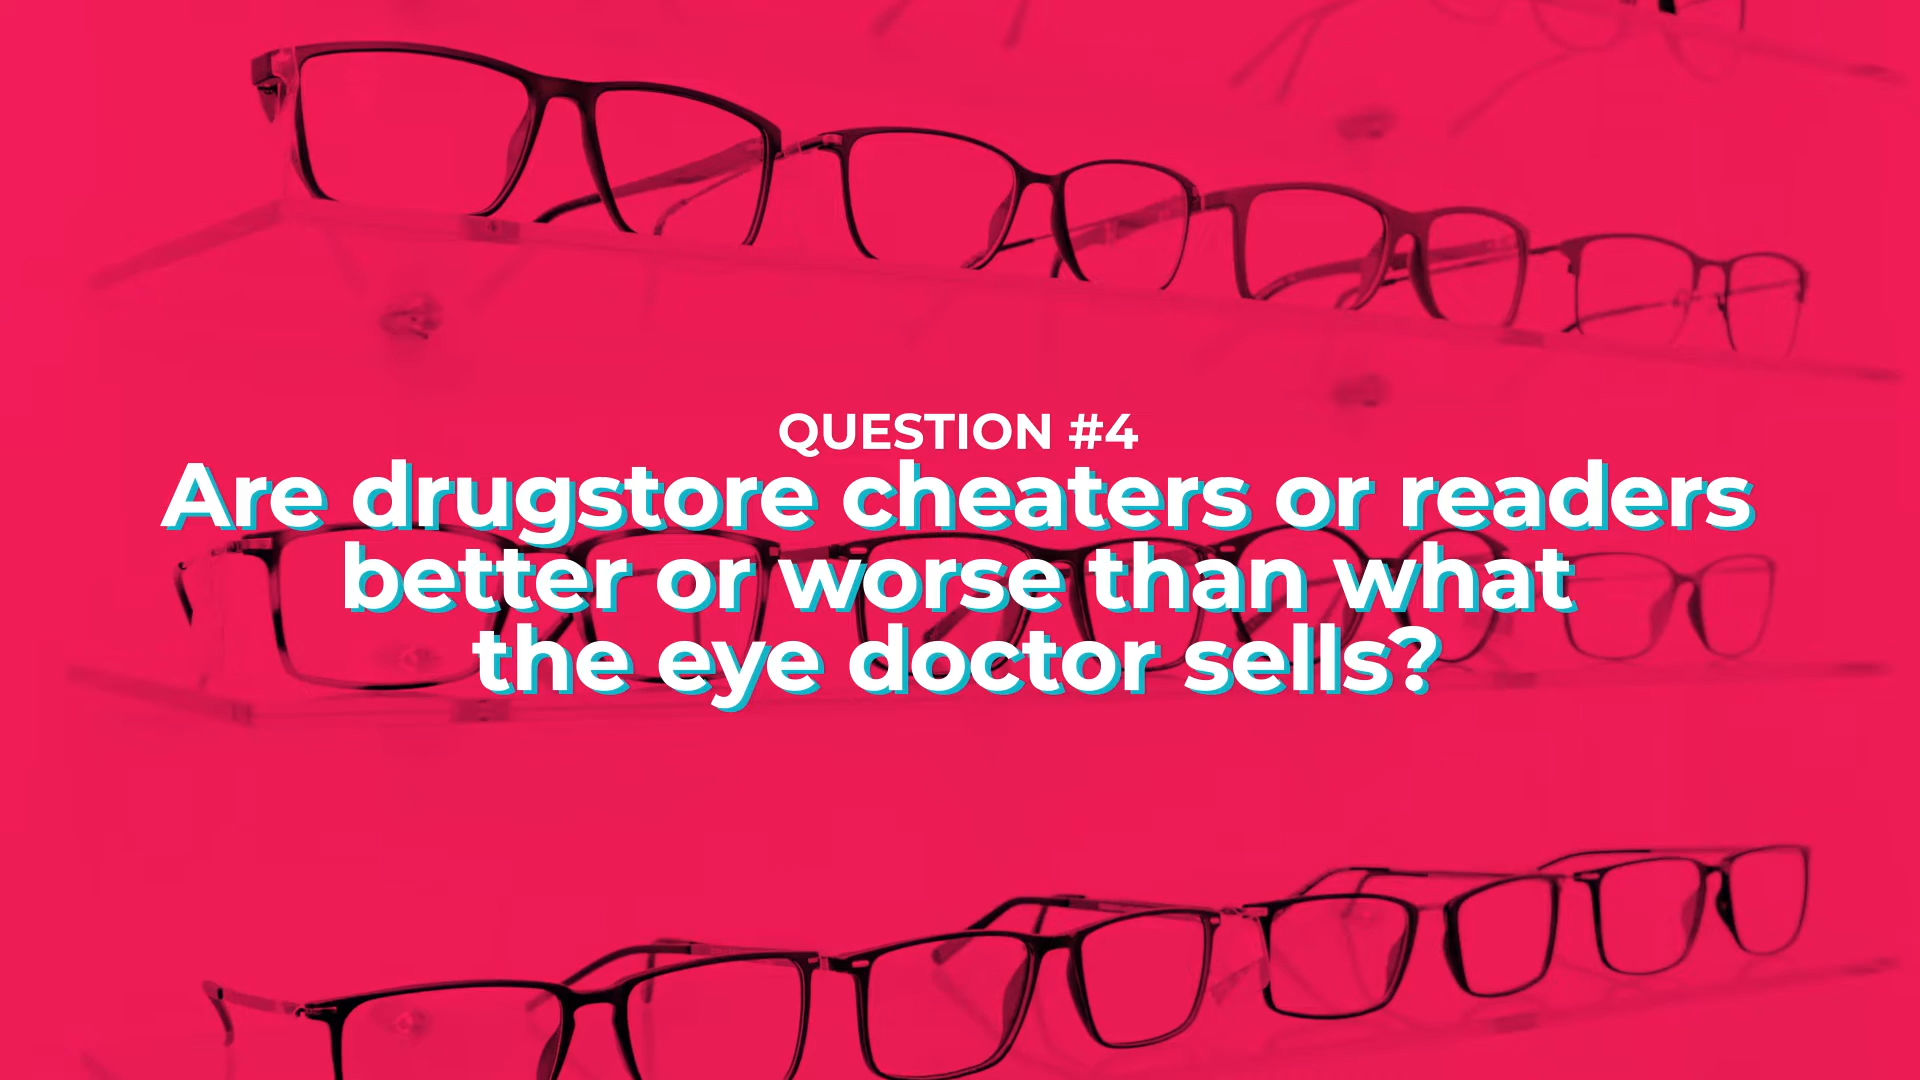 QUESTION #4
Are drugstore cheaters or readers
better or worse than what
the eye doctor sells?